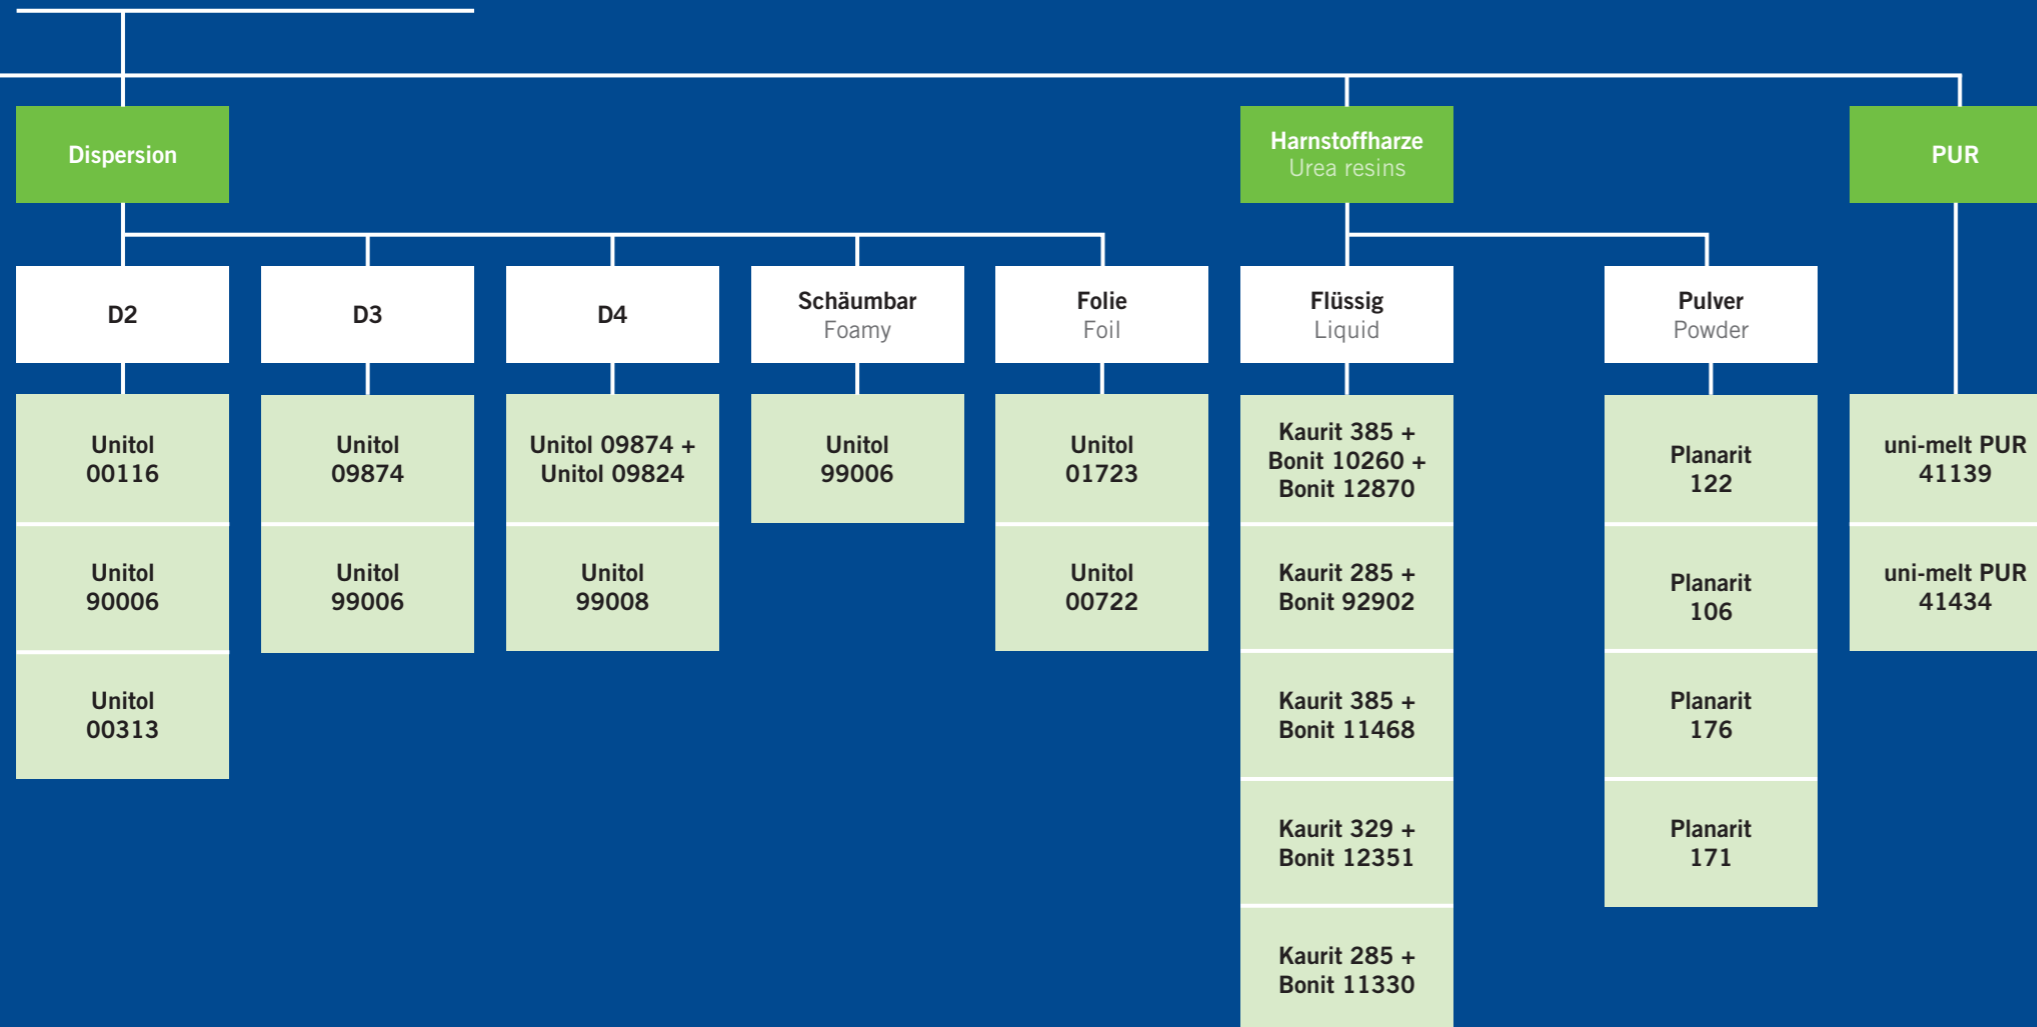 Dispersion
Harnstoffharze
Urea resins
PUR
D2
D3
D4
Schäumbar
Foamy
Folie
Foil
Flüssig
Liquid
Pulver
Powder
Unitol
00116
Unitol
90006
Unitol
00313
Unitol
09874
Unitol
99006
Unitol 09874 +
Unitol 09824
Unitol
99008
Unitol
99006
Unitol
01723
Unitol
00722
Kaurit 385 +
Bonit 10260 +
Bonit 12870
Kaurit 285 +
Bonit 92902
Kaurit 385 +
Bonit 11468
Kaurit 329 +
Bonit 12351
Kaurit 285 +
Bonit 11330
Planarit
122
Planarit
106
Planarit
176
Planarit
171
uni-melt PUR
41139
uni-melt PUR
41434